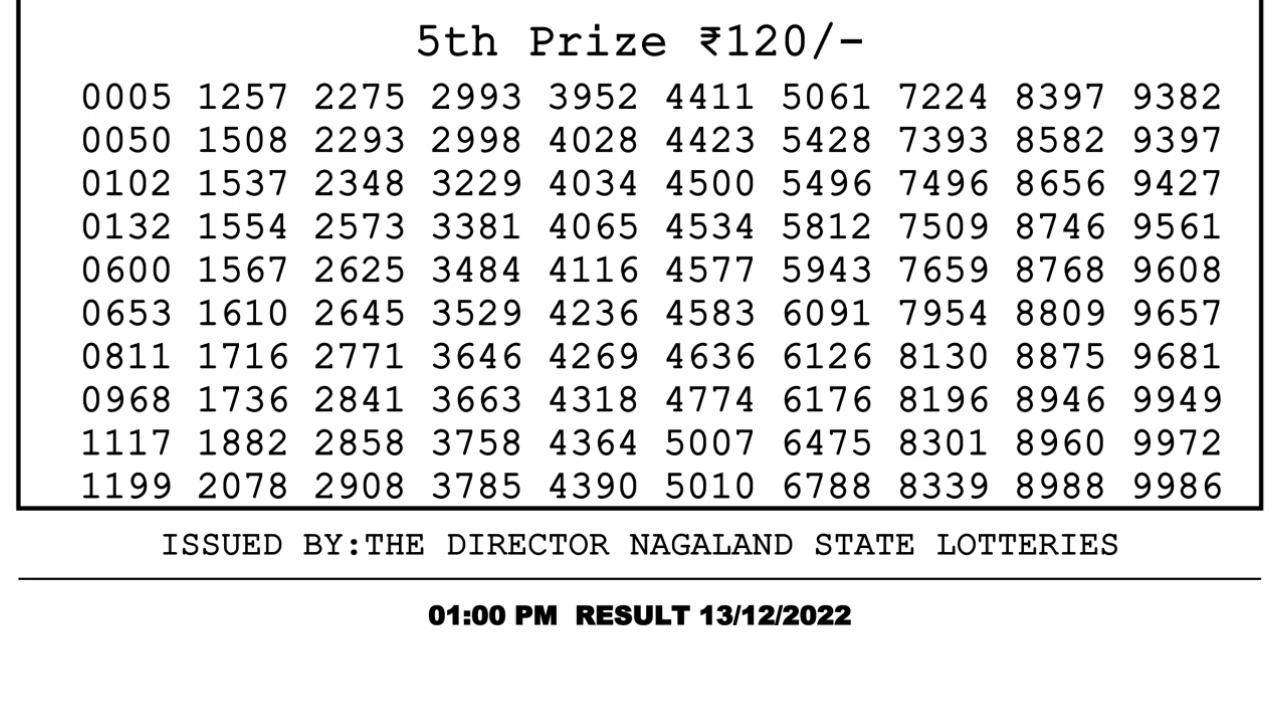 5th Prize ₹120/-
0005 1257 2275 2993 3952 4411 5061 7224 8397 9382
0050 1508 2293 2998 4028 4423 5428 7393 8582 9397
0102 1537 2348 3229 4034 4500 5496 7496 8656 9427
0132 1554 2573 3381 4065 4534 5812 7509 8746 9561
0600 1567 2625 3484 4116 4577 5943 7659 8768 9608
0653 1610 2645 3529 4236 4583 6091 7954 8809 9657
0811 1716 2771 3646 4269 4636 6126 8130 8875 9681
0968 1736 2841 3663 4318 4774 6176 8196 8946 9949
1117 1882 2858 3758 4364 5007 6475 8301 8960 9972
1199 2078 2908 3785 4390 5010 6788 8339 8988 9986
ISSUED BY:THE DIRECTOR NAGALAND STATE LOTTERIES
01:00 PM RESULT 13/12/2022